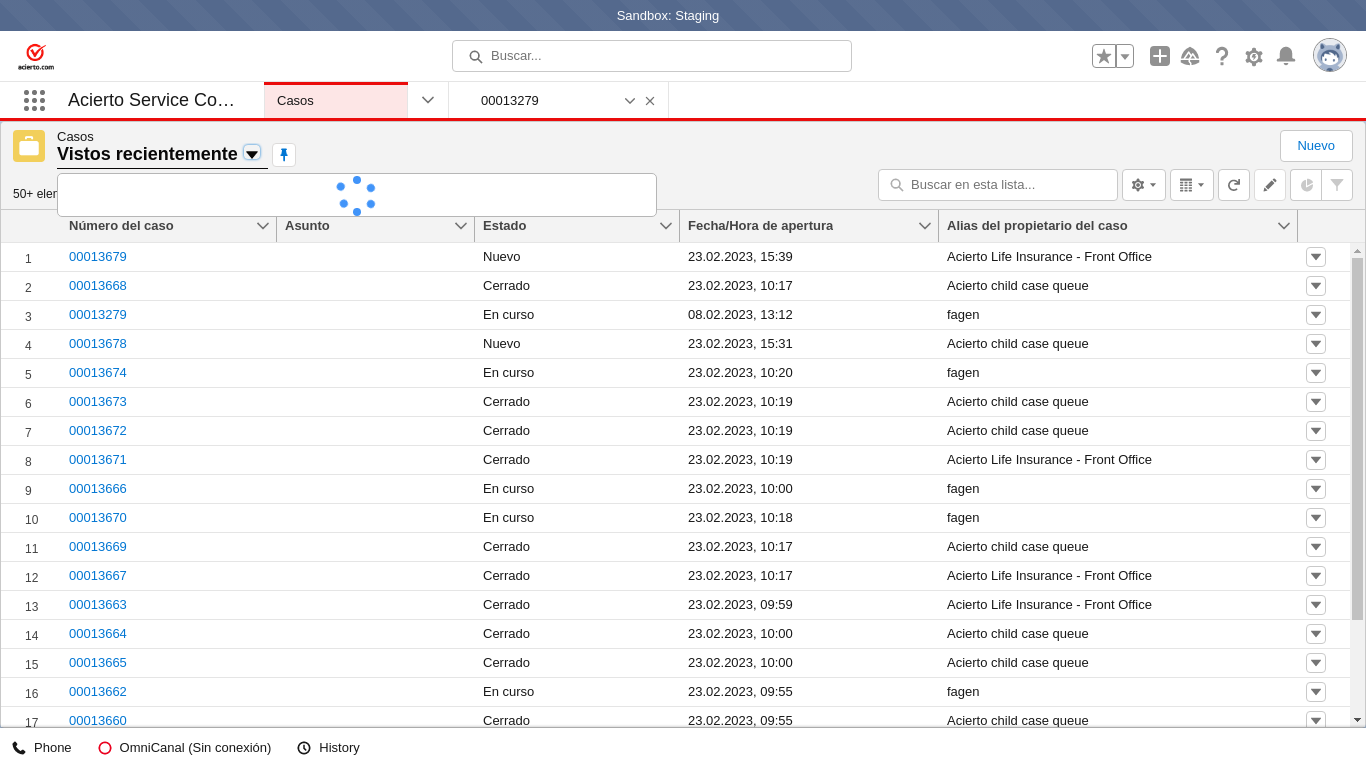 Sandbox: Staging
acierto.com
Buscar...
Acierto Service Co…
Casos
00013279
Casos
Vistos recientemente
Nuevo
50+ eler
Buscar en esta lista...
Número del caso Asunto Estado Fecha/Hora de apertura Alias del propietario del caso
1 00013679 Nuevo 23.02.2023, 15:39 Acierto Life Insurance - Front Office
2 00013668 Cerrado 23.02.2023, 10:17 Acierto child case queue
3 00013279 En curso 08.02.2023, 13:12 fagen
4 00013678 Nuevo 23.02.2023, 15:31 Acierto child case queue
5 00013674 En curso 23.02.2023, 10:20 fagen
6 00013673 Cerrado 23.02.2023, 10:19 Acierto child case queue
7 00013672 Cerrado 23.02.2023, 10:19 Acierto child case queue
8 00013671 Cerrado 23.02.2023, 10:19 Acierto Life Insurance - Front Office
9 00013666 En curso 23.02.2023, 10:00 fagen
10 00013670 En curso 23.02.2023, 10:18 fagen
11 00013669 Cerrado 23.02.2023, 10:17 Acierto child case queue
12 00013667 Cerrado 23.02.2023, 10:17 Acierto Life Insurance - Front Office
13 00013663 Cerrado 23.02.2023, 09:59 Acierto Life Insurance - Front Office
14 00013664 Cerrado 23.02.2023, 10:00 Acierto child case queue
15 00013665 Cerrado 23.02.2023, 10:00 Acierto child case queue
16 00013662 En curso 23.02.2023, 09:55 fagen
17 00013660 Cerrado 23.02.2023, 09:55 Acierto child case queue
Phone OmniCanal (Sin conexión) History